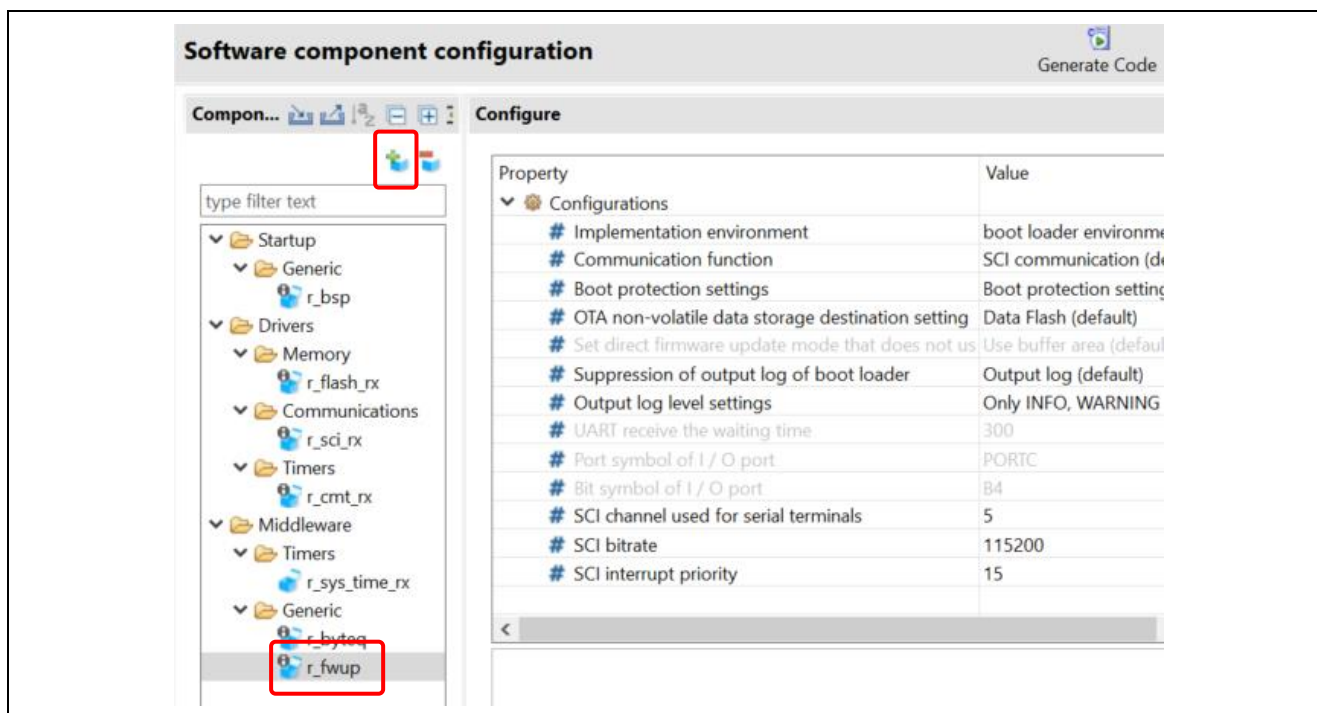 Software component configuration
Generate Code
Compon...
Configure
type filter text
Startup
Generic
r_bsp
Drivers
Memory
r_flash_rx
Communications
r_sci_rx
Timers
r_cmt_rx
Middleware
Timers
r_sys_time_rx
Generic
r_byteq
r_fwup
Property Value
Configurations
# Implementation environment boot loader environme
# Communication function SCI communication (de
# Boot protection settings Boot protection setting
# OTA non-volatile data storage destination setting Data Flash (default)
# Set direct firmware update mode that does not us Use buffer area (defaul
# Suppression of output log of boot loader Output log (default)
# Output log level settings Only INFO, WARNING
# UART receive the waiting time 300
# Port symbol of I / O port PORTC
# Bit symbol of I / O port B4
# SCI channel used for serial terminals 5
# SCI bitrate 115200
# SCI interrupt priority 15